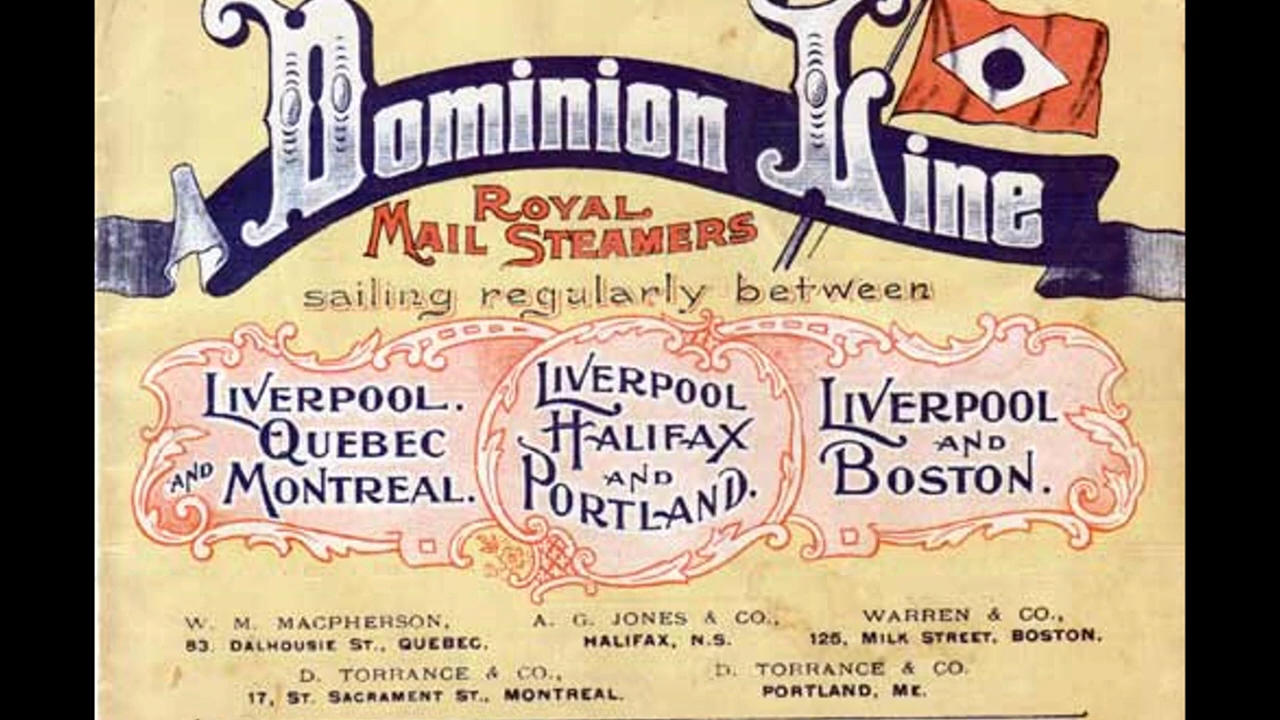 Dominion Line
ROYAL
MAIL STEAMERS
sailing regularly between
LIVERPOOL.
QUEBEC
AND MONTREAL.
LIVERPOOL
HALIFAX
AND
PORTLAND.
LIVERPOOL
AND
BOSTON.
W. M. MACPHERSON,
83. DALHOUSIE ST., QUEBEC.
A. G. JONES & CO.,
HALIFAX, N.S.
WARREN & CO.,
126, MILK STREET, BOSTON.
D. TORRANCE & CO.,
17, ST. SACRAMENT ST., MONTREAL.
D. TORRANCE & CO.
PORTLAND, ME.